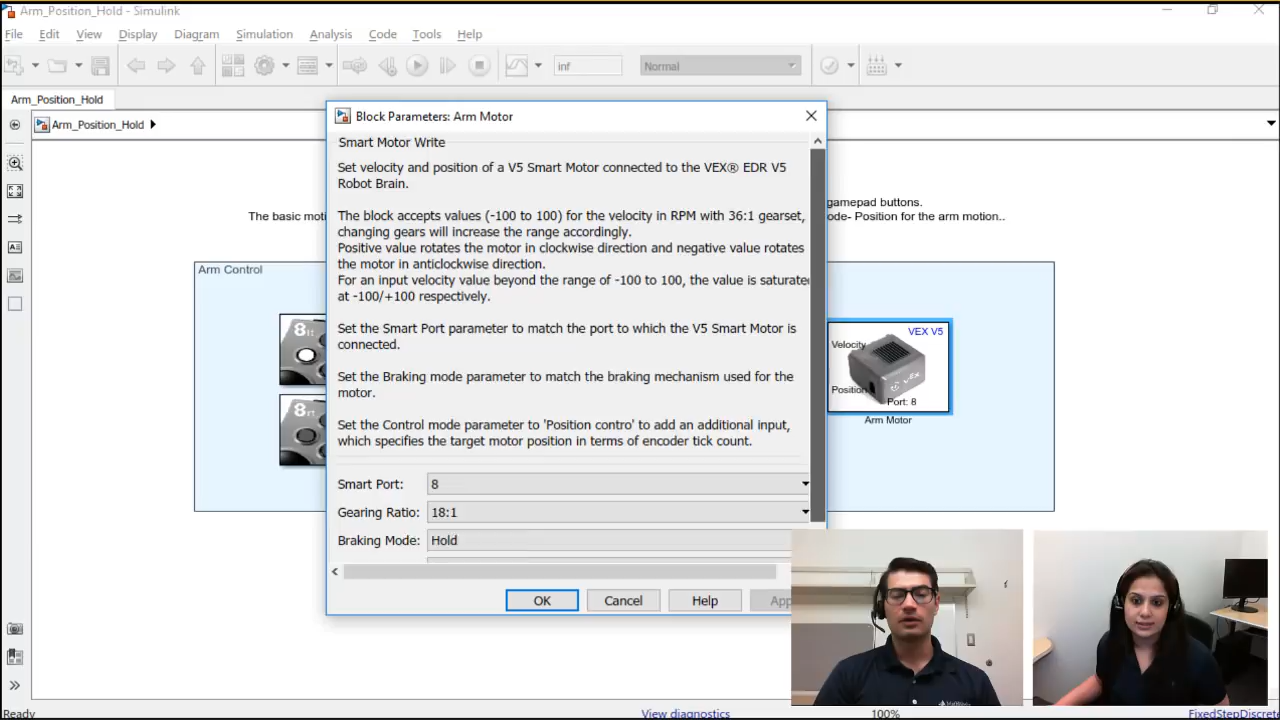 Arm_Position_Hold - Simulink
File Edit View Display Diagram Simulation Analysis Code Tools Help
inf Normal
Arm_Position_Hold
Arm_Position_Hold
Block Parameters: Arm Motor
Smart Motor Write
Set velocity and position of a V5 Smart Motor connected to the VEX® EDR V5
Robot Brain.
The block accepts values (-100 to 100) for the velocity in RPM with 36:1 gearset,
changing gears will increase the range accordingly.
Positive value rotates the motor in clockwise direction and negative value rotates
the motor in anticlockwise direction.
For an input velocity value beyond the range of -100 to 100, the value is saturate
at -100/+100 respectively.
Set the Smart Port parameter to match the port to which the V5 Smart Motor is
connected.
Set the Braking mode parameter to match the braking mechanism used for the
motor.
Set the Control mode parameter to 'Position contro' to add an additional input,
which specifies the target motor position in terms of encoder tick count.
Smart Port: 8
Gearing Ratio: 18:1
Braking Mode: Hold
OK Cancel Help App
gamepad buttons.
The basic moti
ode- Position for the arm motion..
Arm Control
8
8
VEX V5
Velocity
Position
VEX
Port: 8
Arm Motor
Ready View diagnostics 100% FixedStepDiscrete